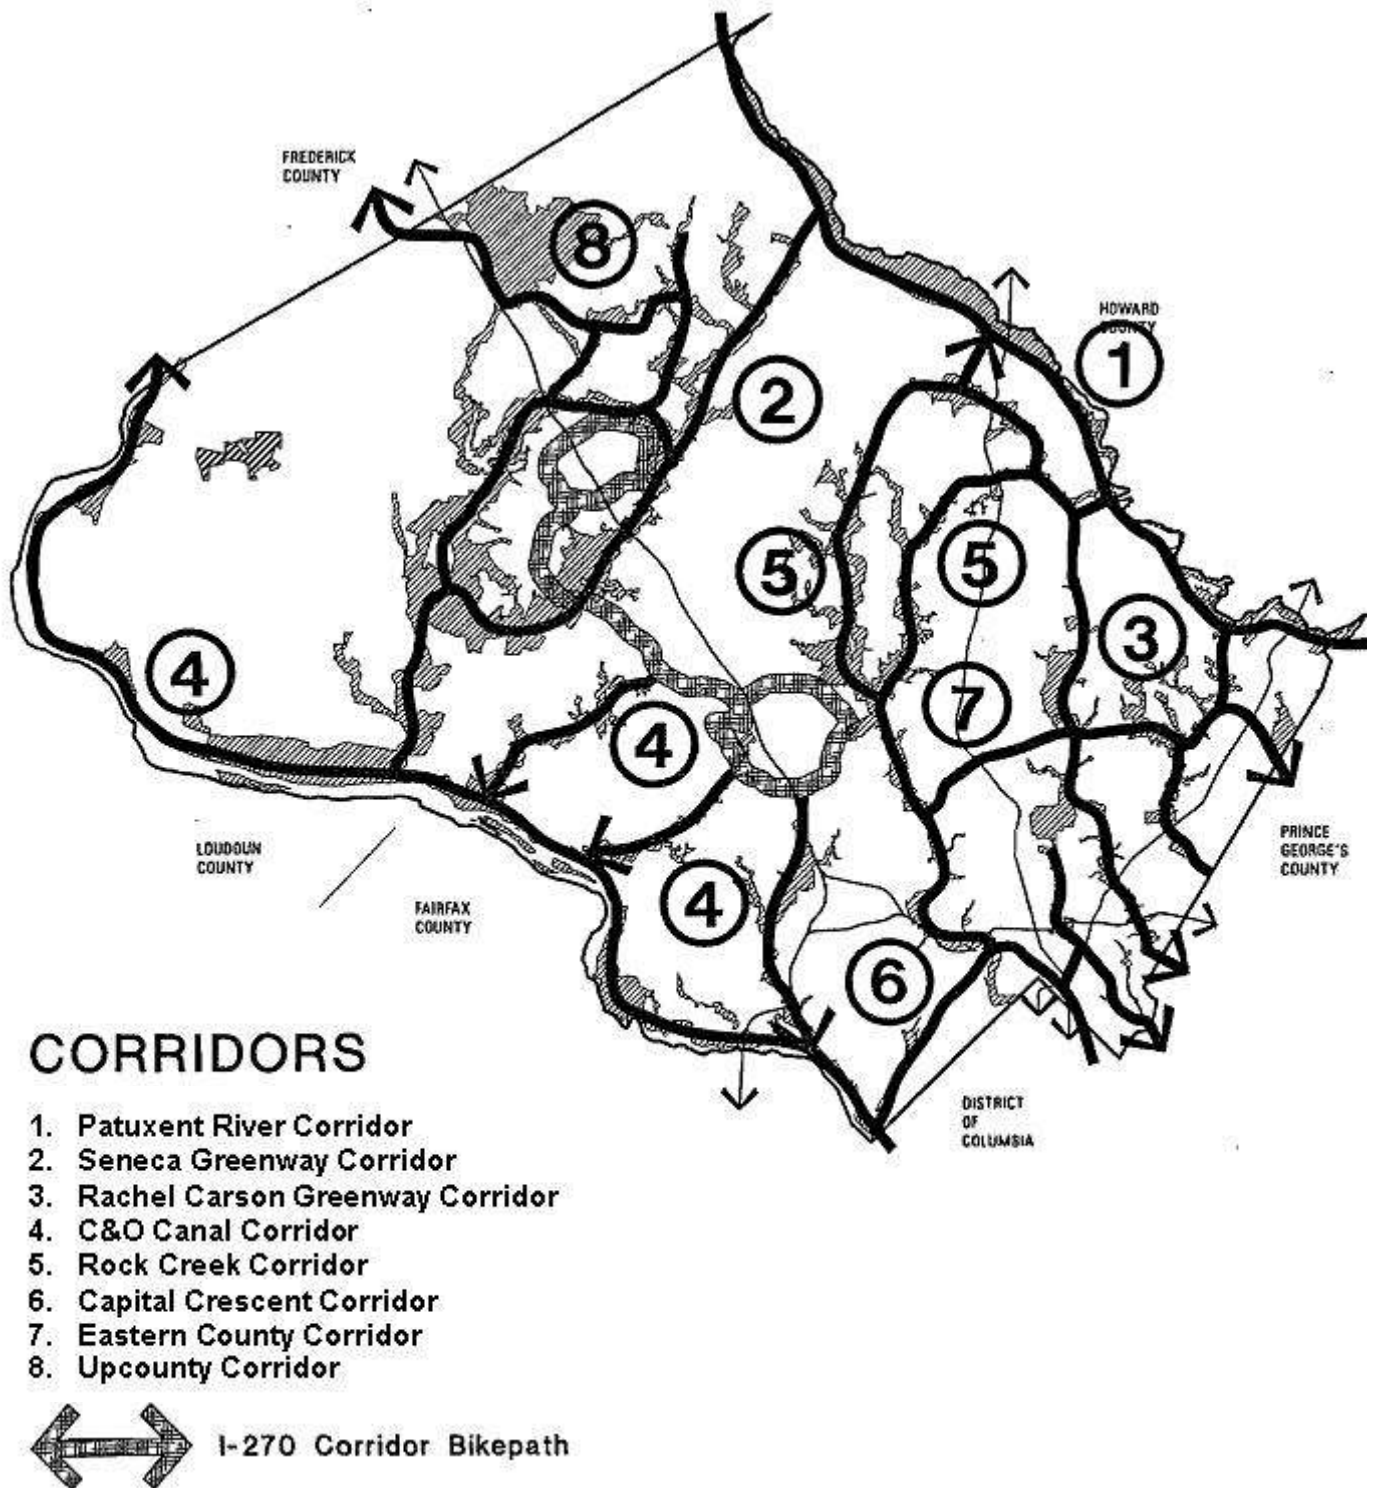 FREDERICK
COUNTY
8
HOWARD
COUNTY
1
2
5
5
3
4
7
4
LOUDOUN
COUNTY
PRINCE
GEORGE'S
COUNTY
4
FAIRFAX
COUNTY
6
DISTRICT
OF
COLUMBIA
CORRIDORS
1. Patuxent River Corridor
2. Seneca Greenway Corridor
3. Rachel Carson Greenway Corridor
4. C&O Canal Corridor
5. Rock Creek Corridor
6. Capital Crescent Corridor
7. Eastern County Corridor
8. Upcounty Corridor
I-270 Corridor Bikepath